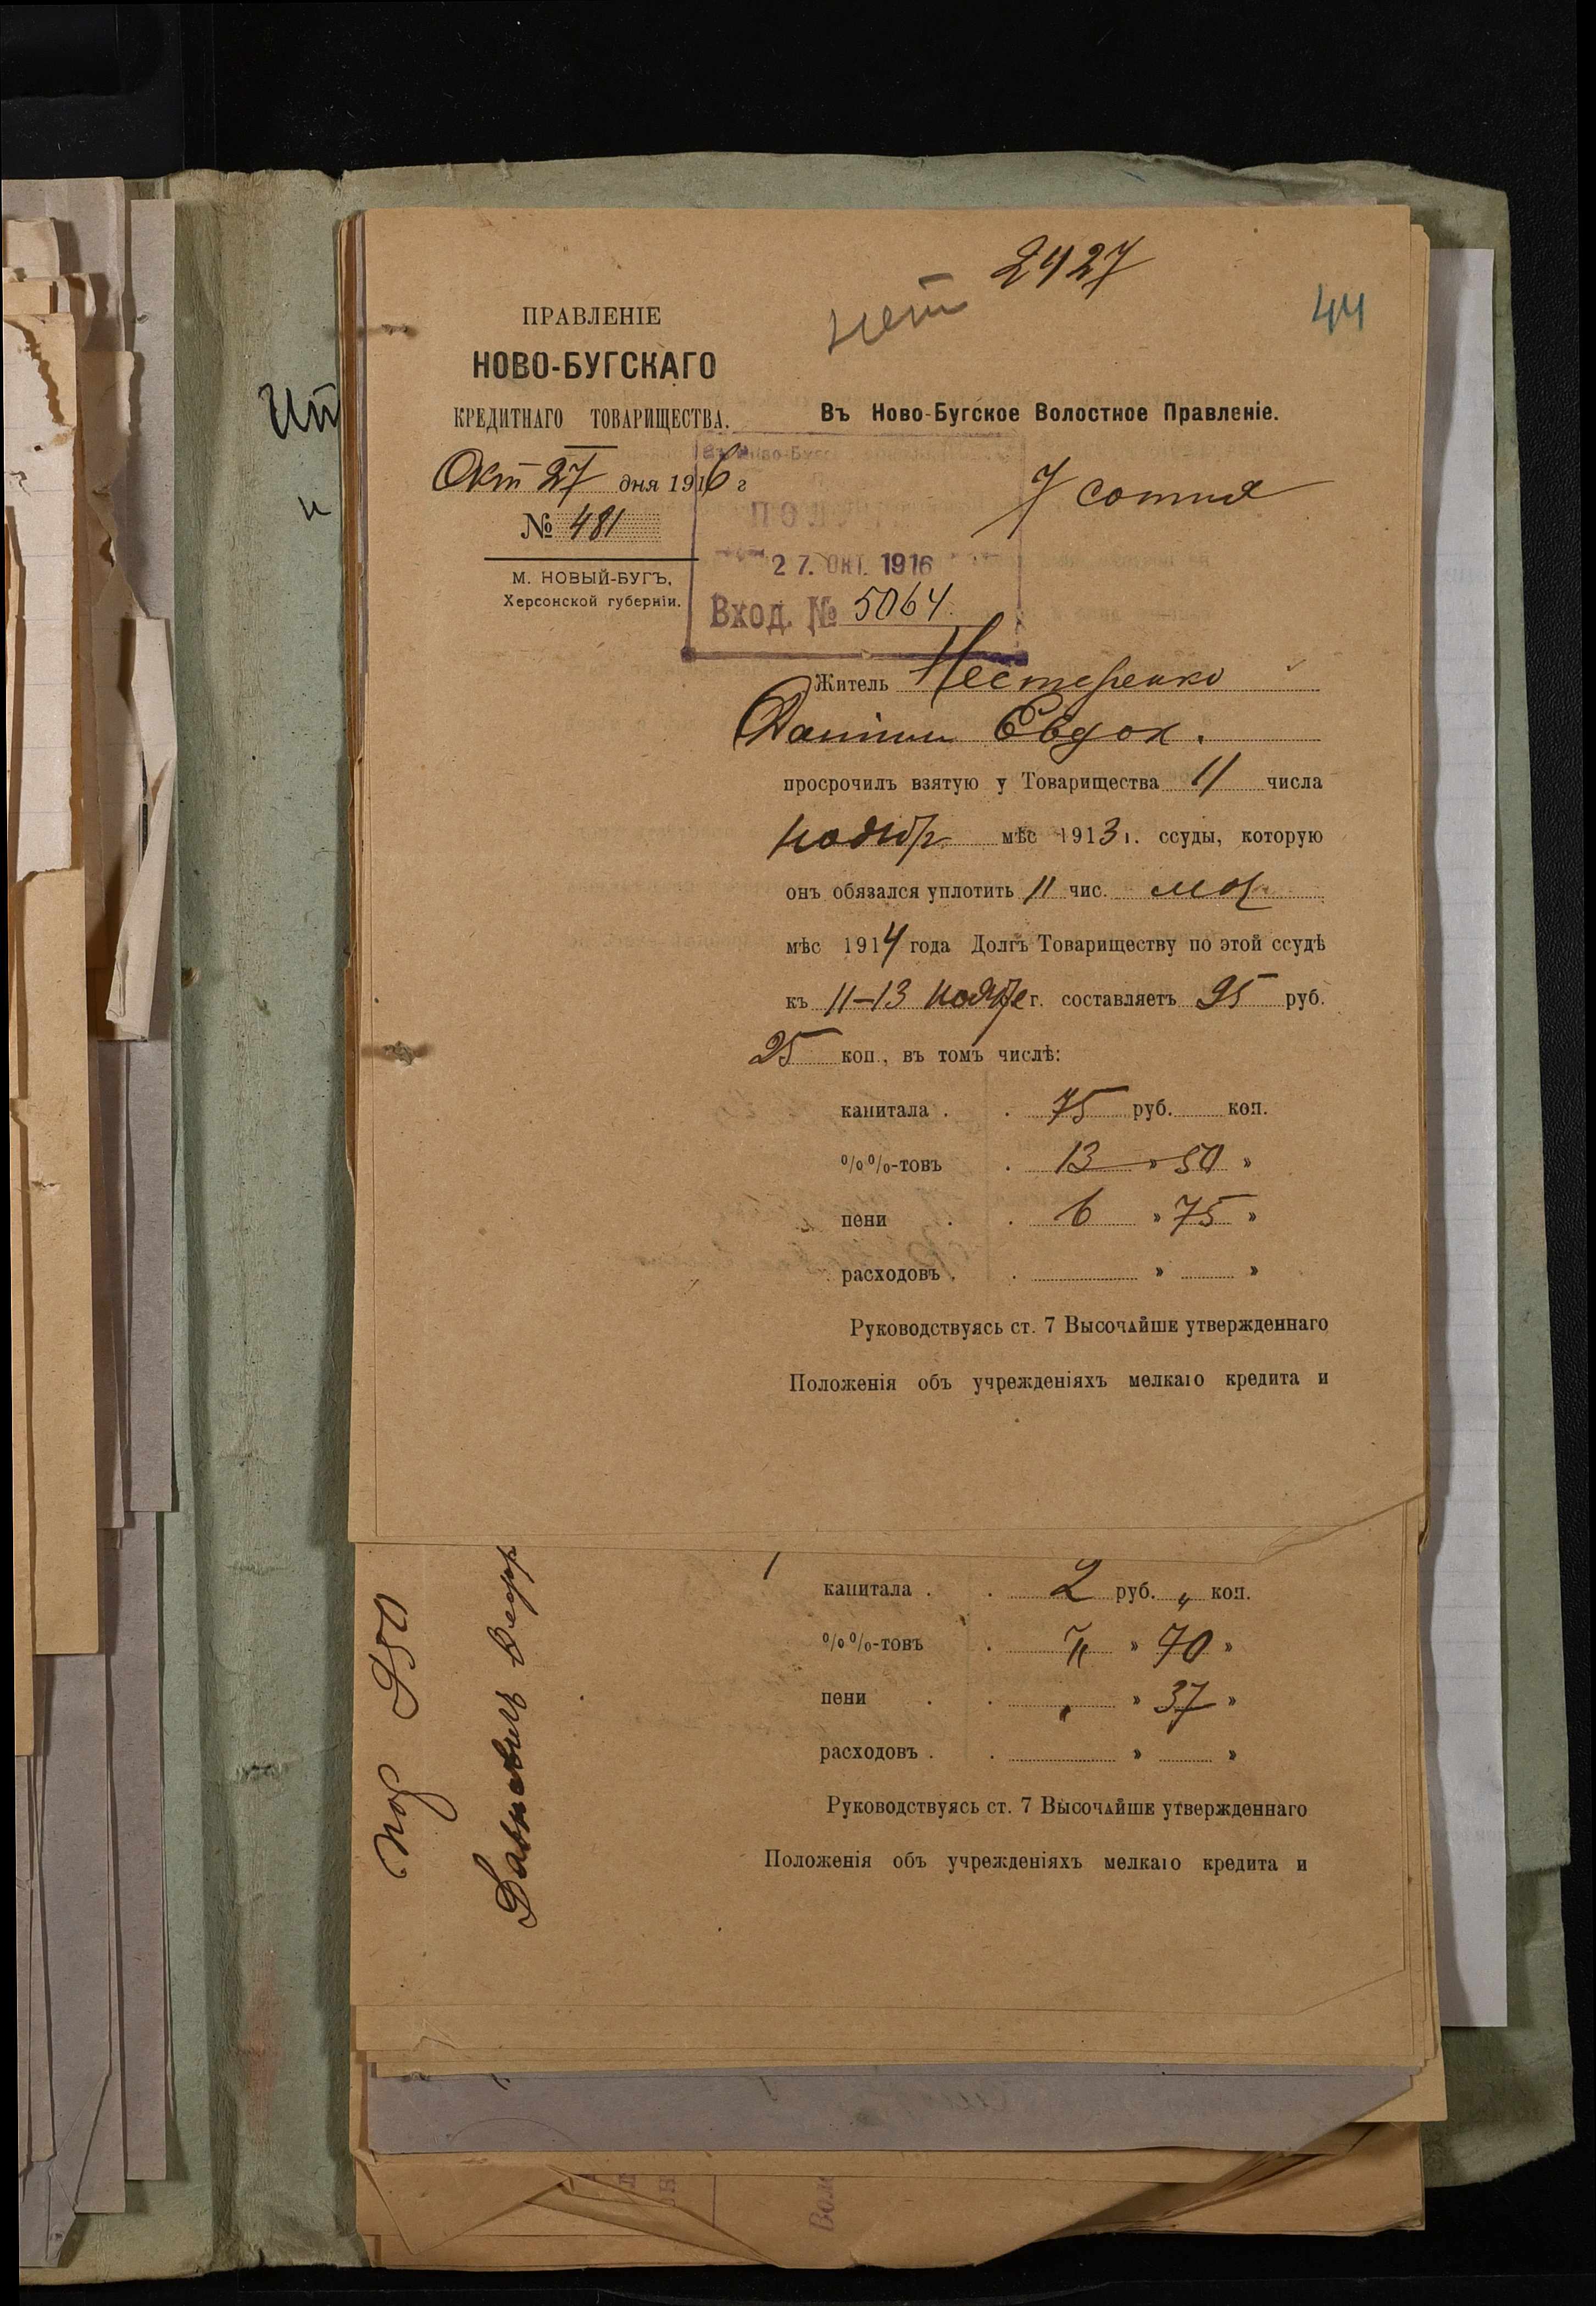 2427
нет
44
ПРАВЛЕНІЕ
НОВО-БУГСКАГО
КРЕДИТНАГО ТОВАРИЩЕСТВА.
Въ Ново-Бугское Волостное Правленіе.
Окт 27 дня 1916 г
7 сотня
№ 481
27. ОКТ. 1916
М. НОВЫЙ-БУГЪ,
Херсонской губерніи.
Вход. № 5064
Житель Нестеренко
Даніил Евдок.
просрочилъ взятую у Товарищества 11 числа
ноября мѣс 1913 г. ссуды, которую
онъ обязался уплотить 11 чис. мая
мѣс 1914 года Долгъ Товариществу по этой ссудѣ
къ 11-13 ноября г. составляетъ 95 руб.
25 коп., въ томъ числѣ:
капитала . . 75 руб. коп.
%%-товъ . 13 » 50 »
пени . . 6 » 75 »
расходовъ . . » »
Руководствуясь ст. 7 Высочайше утвержденнаго
Положенія объ учрежденіяхъ мелкаго кредита и
капитала . . 2 руб. „ коп.
%%-товъ . „ » 70 »
пени . . „ » 37 »
расходовъ . . » »
Руководствуясь ст. 7 Высочайше утвержденнаго
Положенія объ учрежденіяхъ мелкаго кредита и